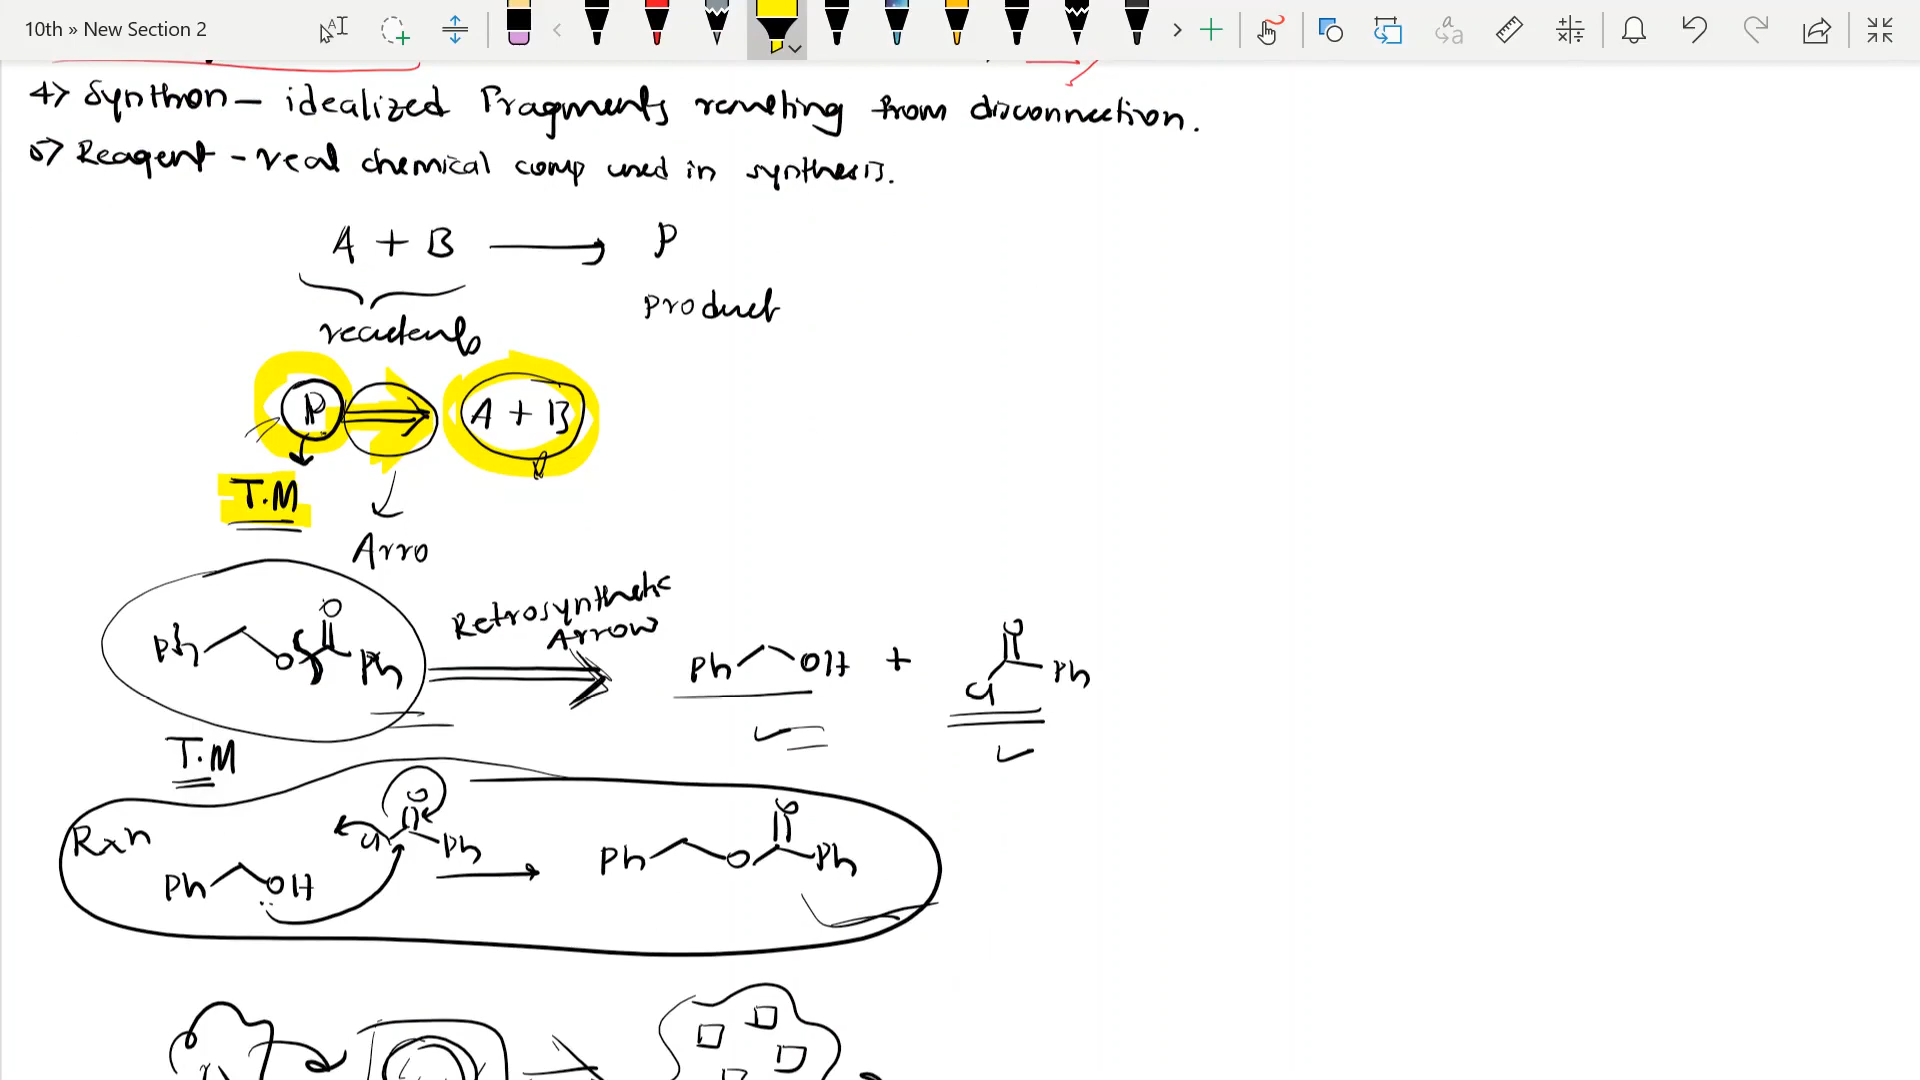 10th » New Section 2
4) Synthon - idealized Fragments resulting from disconnection.
5) Reagent - real chemical comp used in synthesis.
A + B → P
reactants
product
P ⇒ A + B
T.M
Arro
Retrosynthetic
Arrow
Ph O O Ph
Ph OH + O Cl Ph
T.M
Rxn
O Cl Ph
Ph OH
Ph O O Ph